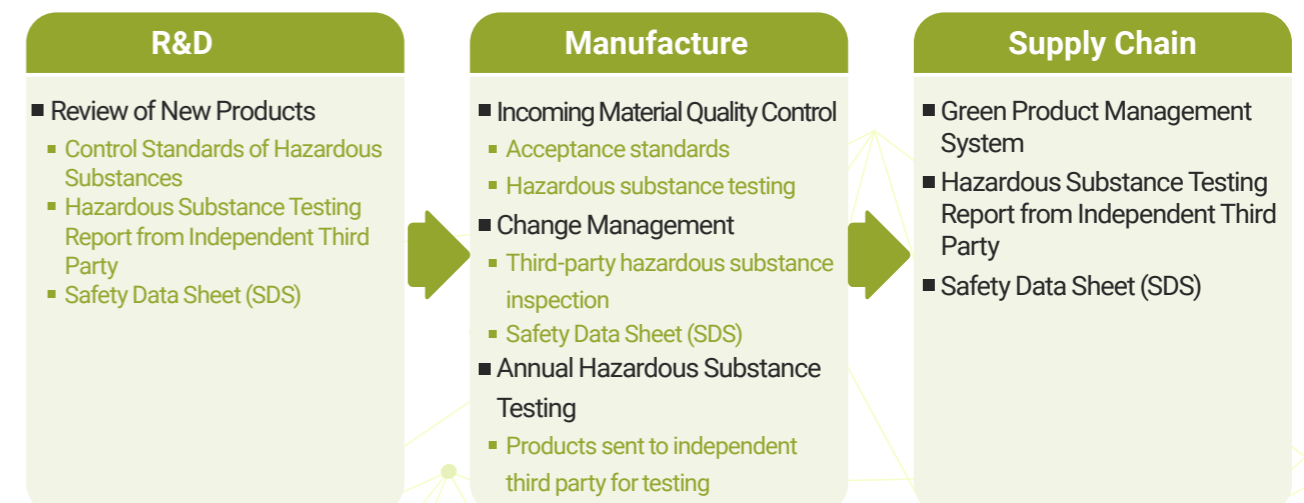 R&D
Review of New Products
Control Standards of Hazardous
Substances
Hazardous Substance Testing
Report from Independent Third
Party
Safety Data Sheet (SDS)
Manufacture
Incoming Material Quality Control
Acceptance standards
Hazardous substance testing
Change Management
Third-party hazardous substance
inspection
Safety Data Sheet (SDS)
Annual Hazardous Substance
Testing
Products sent to independent
third party for testing
Supply Chain
Green Product Management
System
Hazardous Substance Testing
Report from Independent Third
Party
Safety Data Sheet (SDS)